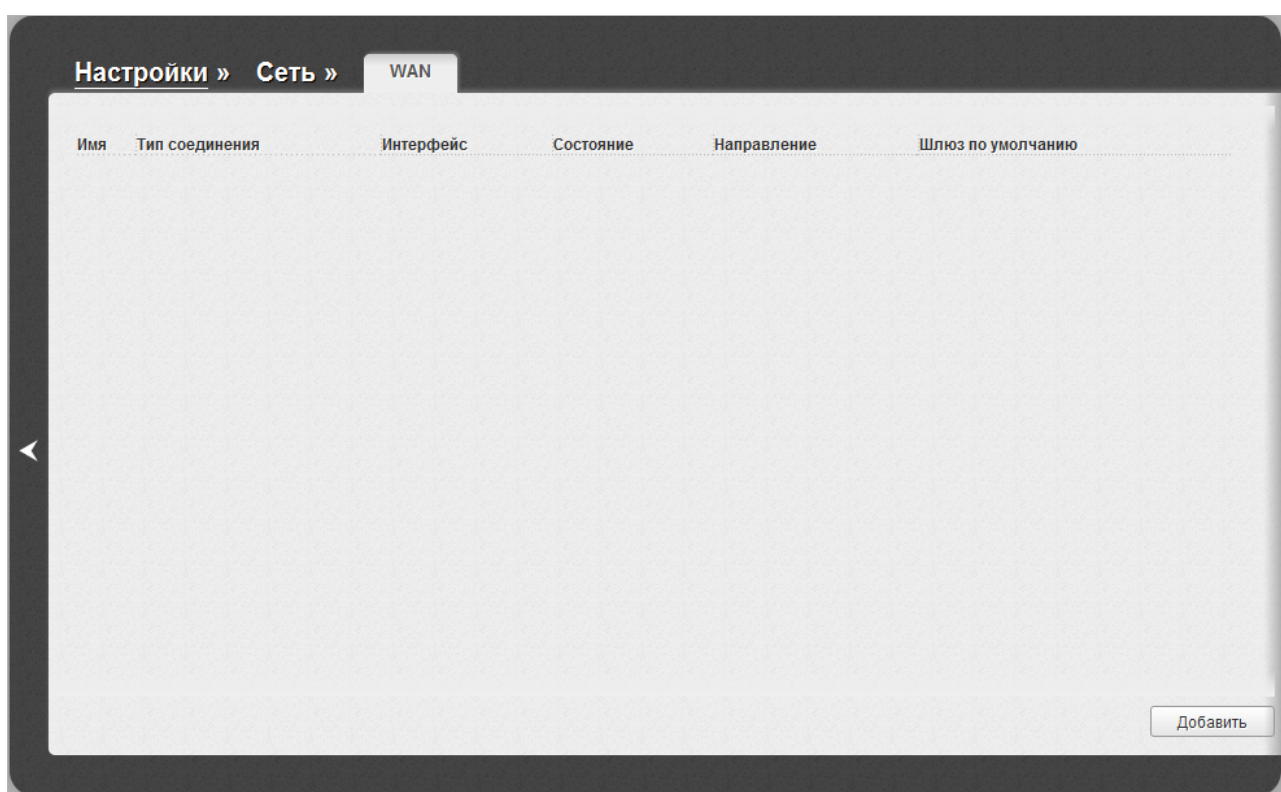 Настройки » Сеть » WAN
Имя Тип соединения Интерфейс Состояние Направление Шлюз по умолчанию
Добавить